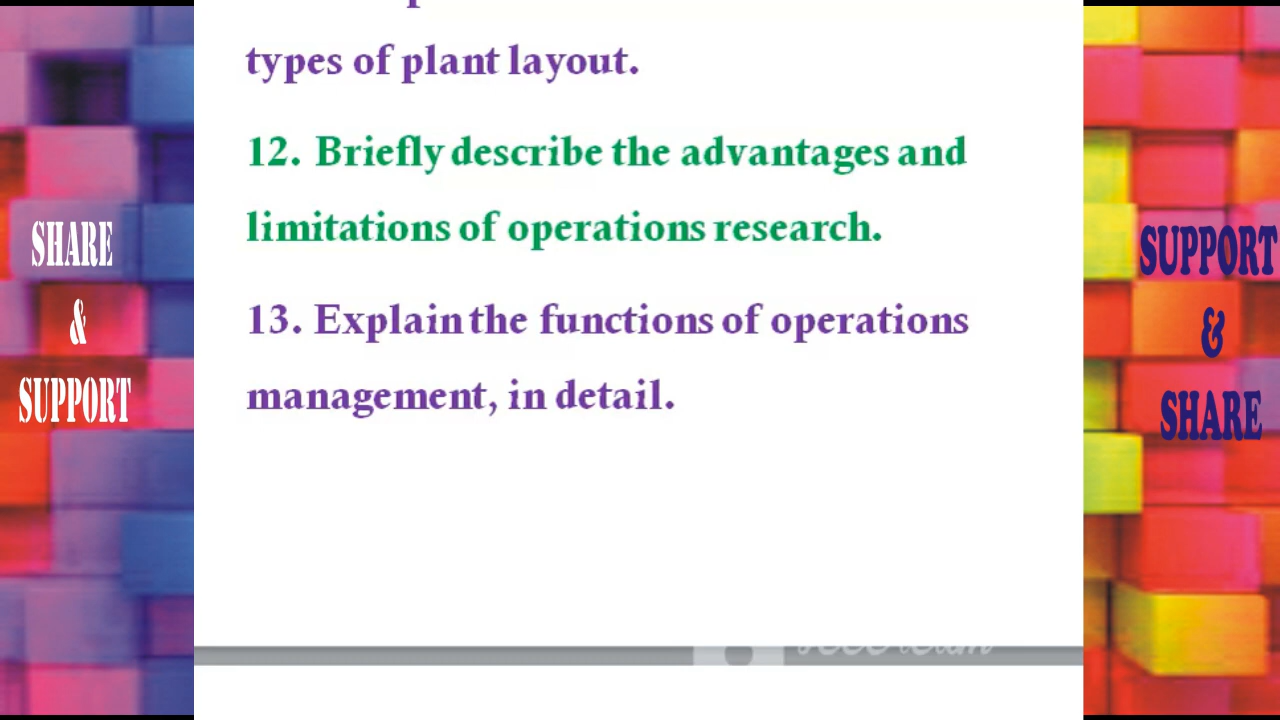 types of plant layout.
12. Briefly describe the advantages and
limitations of operations research.
13. Explain the functions of operations
management, in detail.
SHARE
&
SUPPORT
SUPPORT
&
SHARE